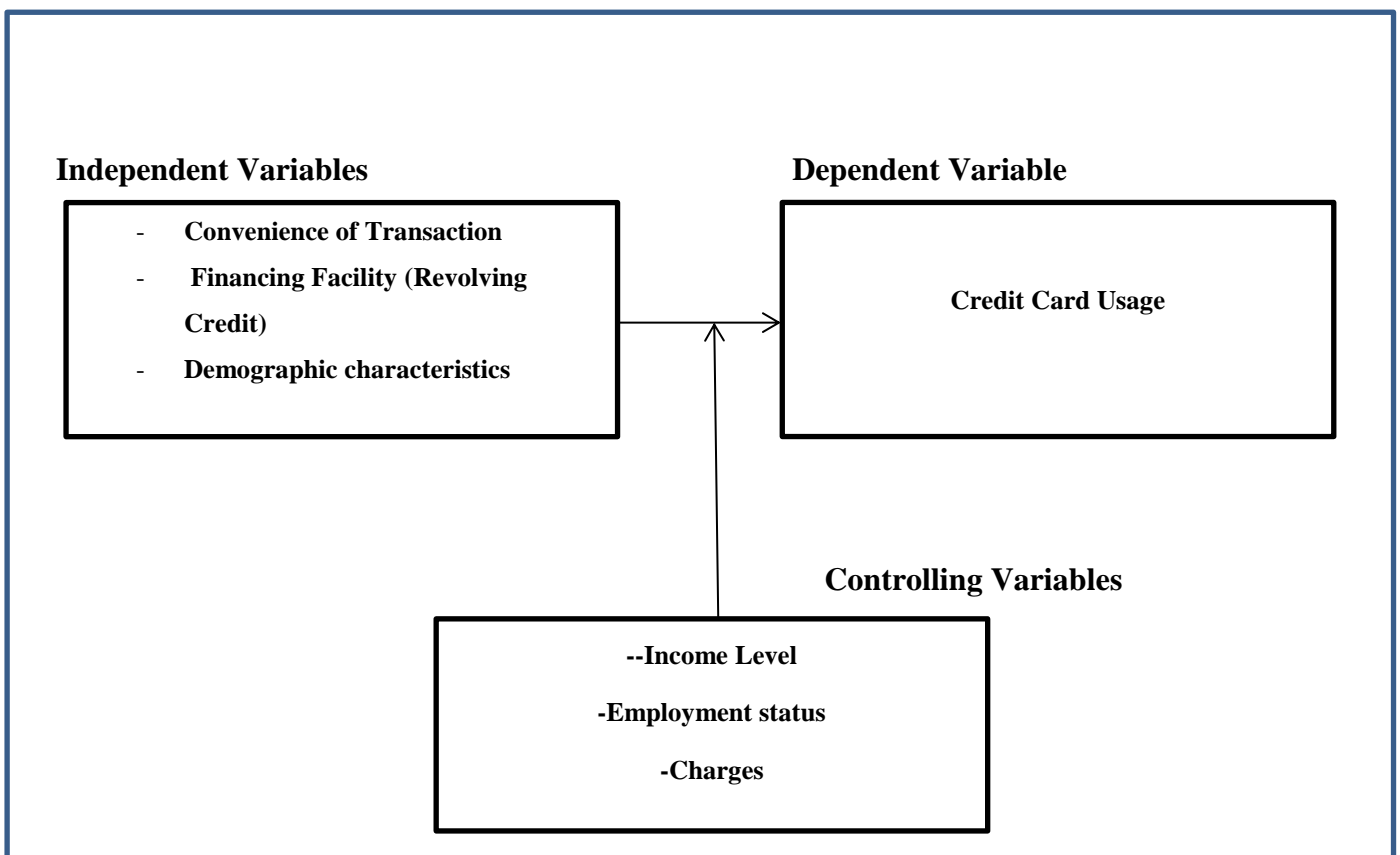 Independent Variables
Dependent Variable
- Convenience of Transaction
- Financing Facility (Revolving
Credit)
- Demographic characteristics
Credit Card Usage
Controlling Variables
--Income Level
-Employment status
-Charges